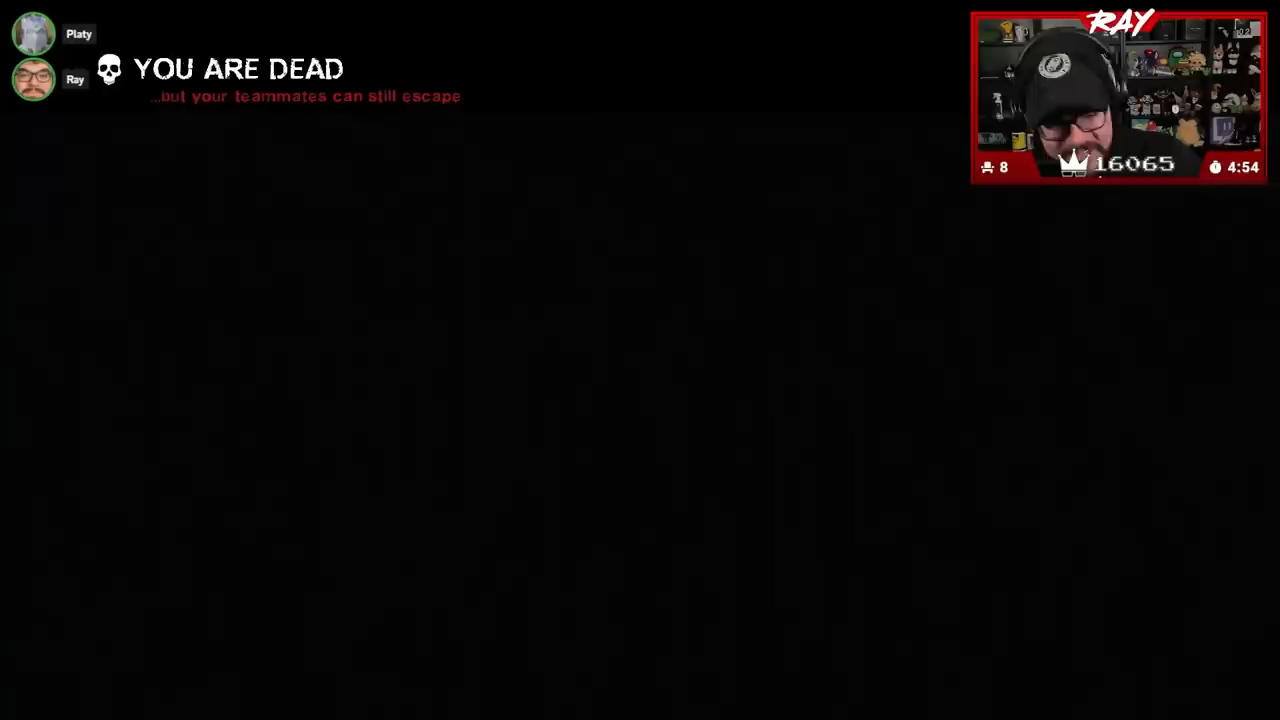 Platy
Ray
YOU ARE DEAD
...but your teammates can still escape
RAY
8
16065
4:54